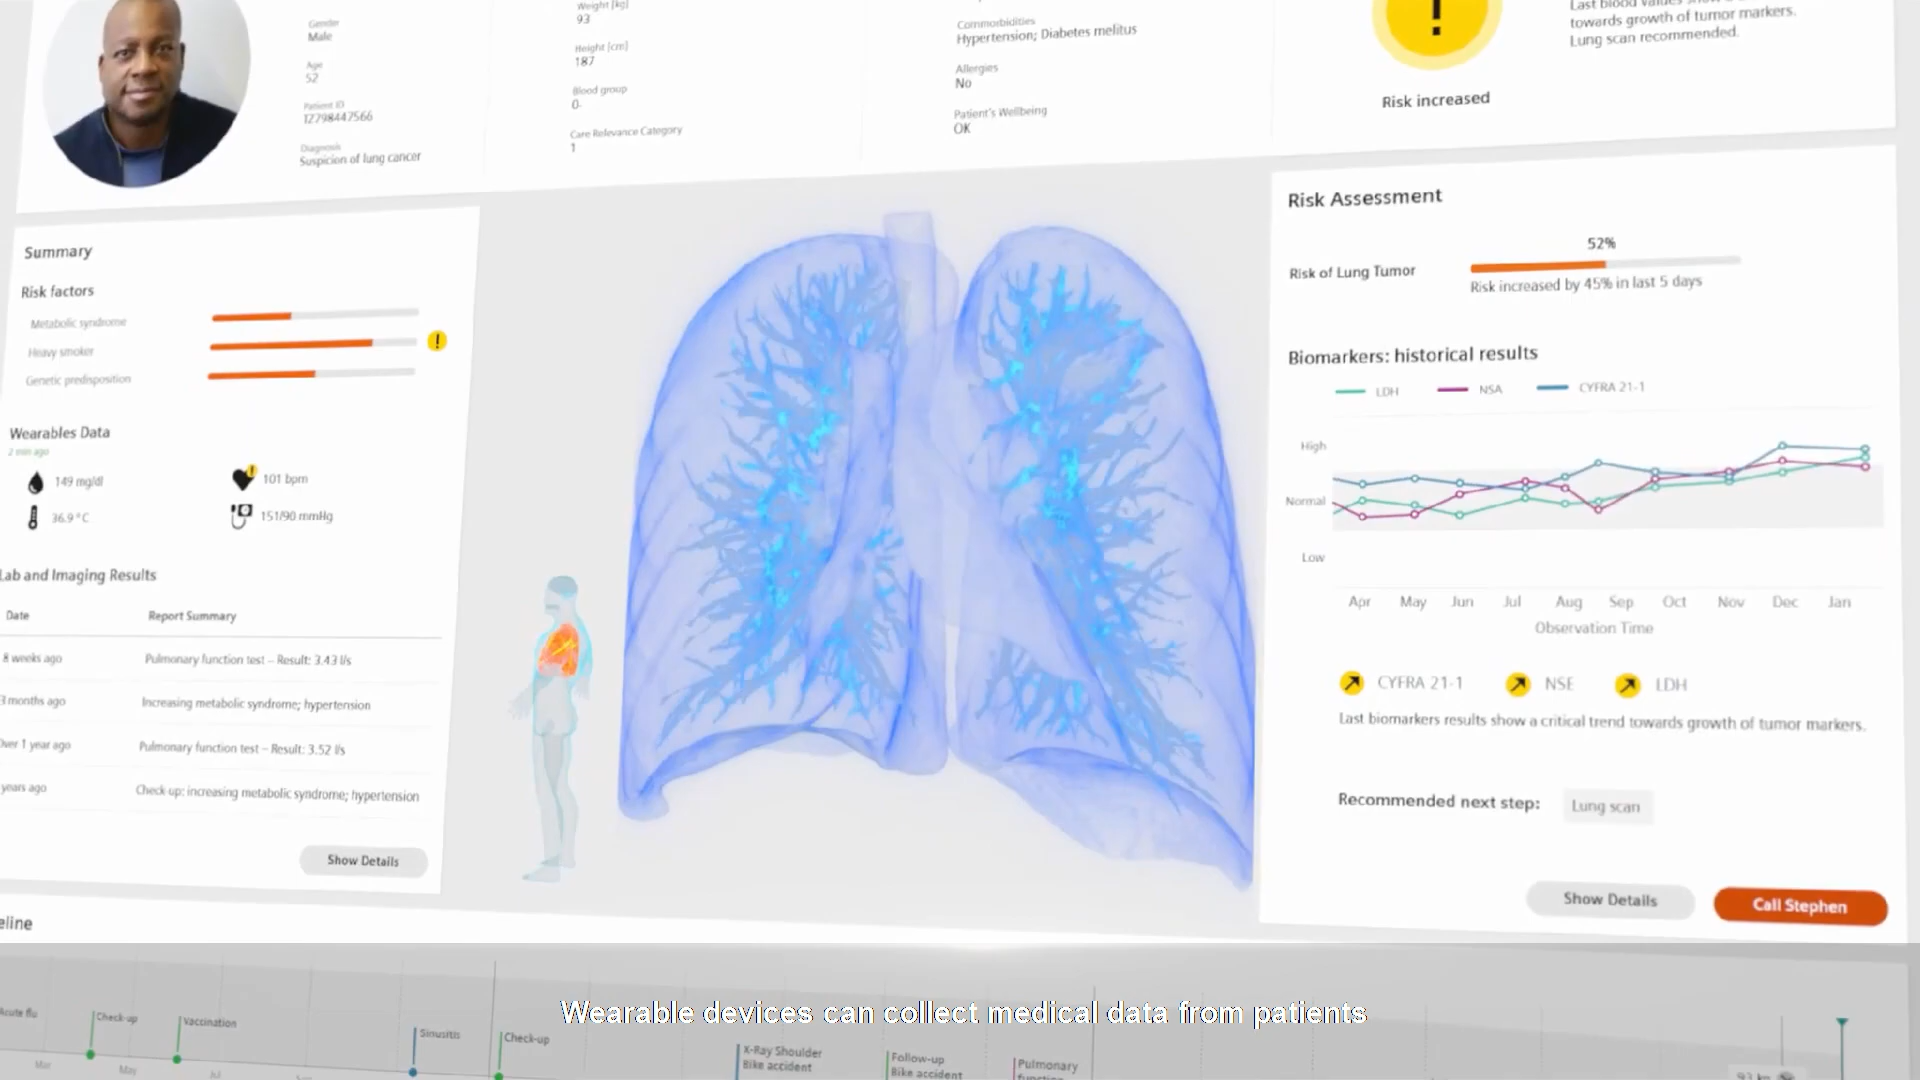 Gender
Male
Age
52
Patient ID
12798447566
Diagnosis
Suspicion of lung cancer
Weight [kg]
93
Height [cm]
187
Blood group
0-
Care Relevance Category
1
Commorbidities
Hypertension; Diabetes melitus
Allergies
No
Patient's Wellbeing
OK
!
Risk increased
towards growth of tumor markers.
Lung scan recommended.
Summary
Risk factors
Metabolic syndrome
Heavy smoker
!
Genetic predisposition
Wearables Data
2 min ago
149 mg/dl
101 bpm
36.9 °C
151/90 mmHg
Lab and Imaging Results
Date
Report Summary
8 weeks ago
Pulmonary function test – Result: 3.43 l/s
3 months ago
Increasing metabolic syndrome; hypertension
Over 1 year ago
Pulmonary function test – Result: 3.52 l/s
years ago
Check-up: increasing metabolic syndrome; hypertension
Show Details
Risk Assessment
52%
Risk of Lung Tumor
Risk increased by 45% in last 5 days
Biomarkers: historical results
LDH NSA CYFRA 21-1
High
Normal
Low
Apr May Jun Jul Aug Sep Oct Nov Dec Jan
Observation Time
CYFRA 21-1 NSE LDH
Last biomarkers results show a critical trend towards growth of tumor markers.
Recommended next step: Lung scan
Show Details
Call Stephen
eline
Acute flu
Check-up
Vaccination
Sinusitis
Check-up
X-Ray Shoulder
Bike accident
Follow-up
Bike accident
Pulmonary
Mar
May
Jul
Wearable devices can collect medical data from patients